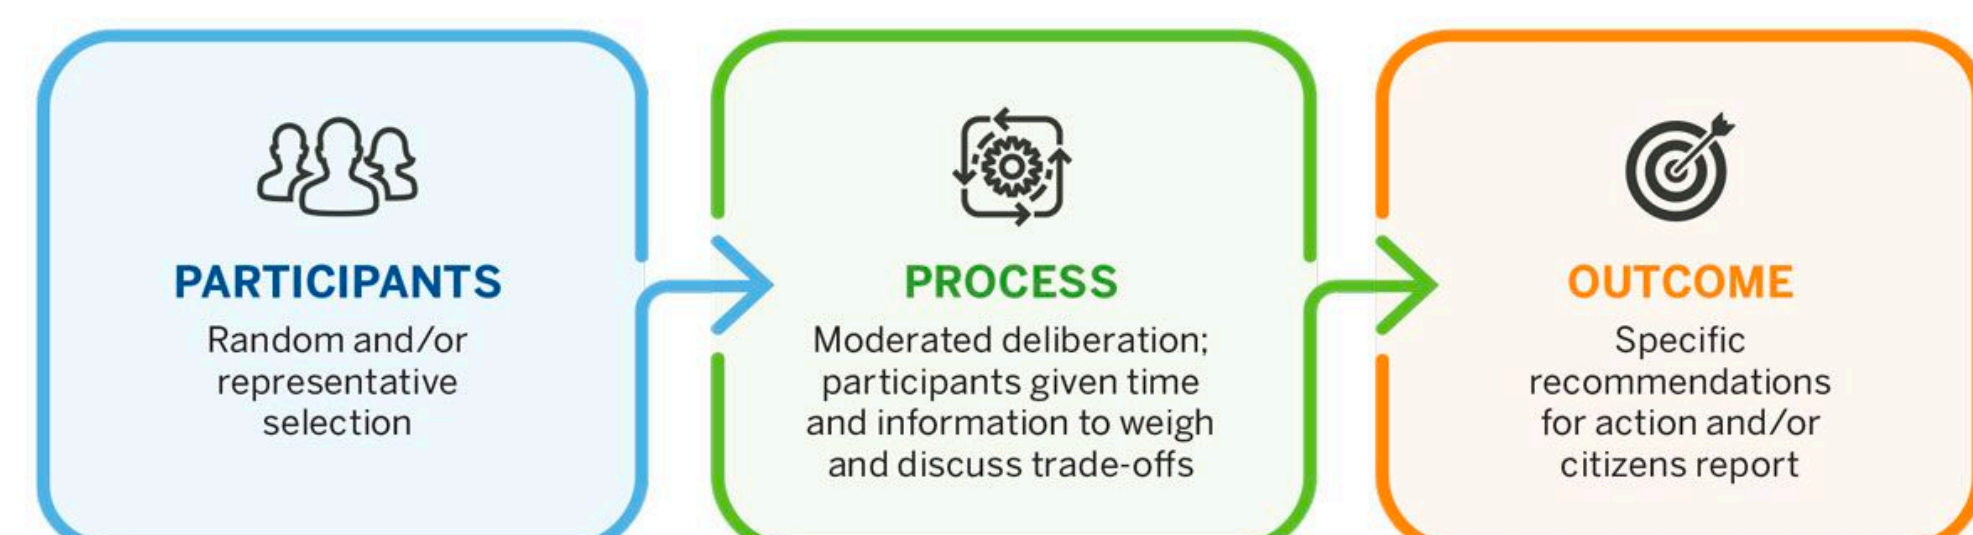 PARTICIPANTS
Random and/or
representative
selection
PROCESS
Moderated deliberation;
participants given time
and information to weigh
and discuss trade-offs
OUTCOME
Specific
recommendations
for action and/or
citizens report